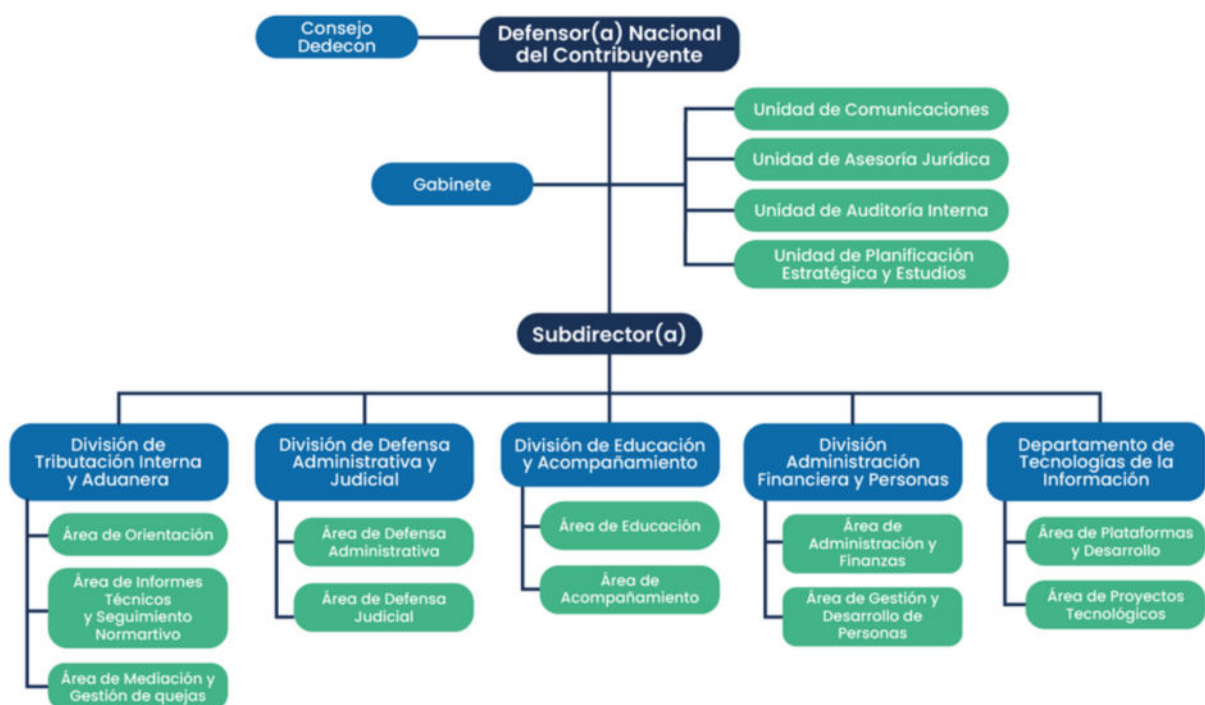 Consejo
Dedecon
Defensor(a) Nacional
del Contribuyente
Unidad de Comunicaciones
Unidad de Asesoría Jurídica
Gabinete
Unidad de Auditoría Interna
Unidad de Planificación
Estratégica y Estudios
Subdirector(a)
División de
Tributación Interna
y Aduanera
División de Defensa
Administrativa y
Judicial
División de Educación
y Acompañamiento
División
Administración
Financiera y Personas
Departamento de
Tecnologías de la
Información
Área de Orientación
Área de Informes
Técnicos
y Seguimiento
Normartivo
Área de Mediación y
Gestión de quejas
Área de Defensa
Administrativa
Área de Defensa
Judicial
Área de Educación
Área de
Acompañamiento
Área de
Administración y
Finanzas
Área de Gestión y
Desarrollo de
Personas
Área de Plataformas
y Desarrollo
Área de Proyectos
Tecnológicos